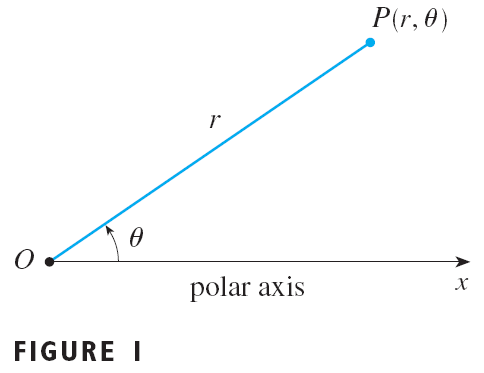 P(r, θ)
r
θ
O
polar axis
x
FIGURE 1